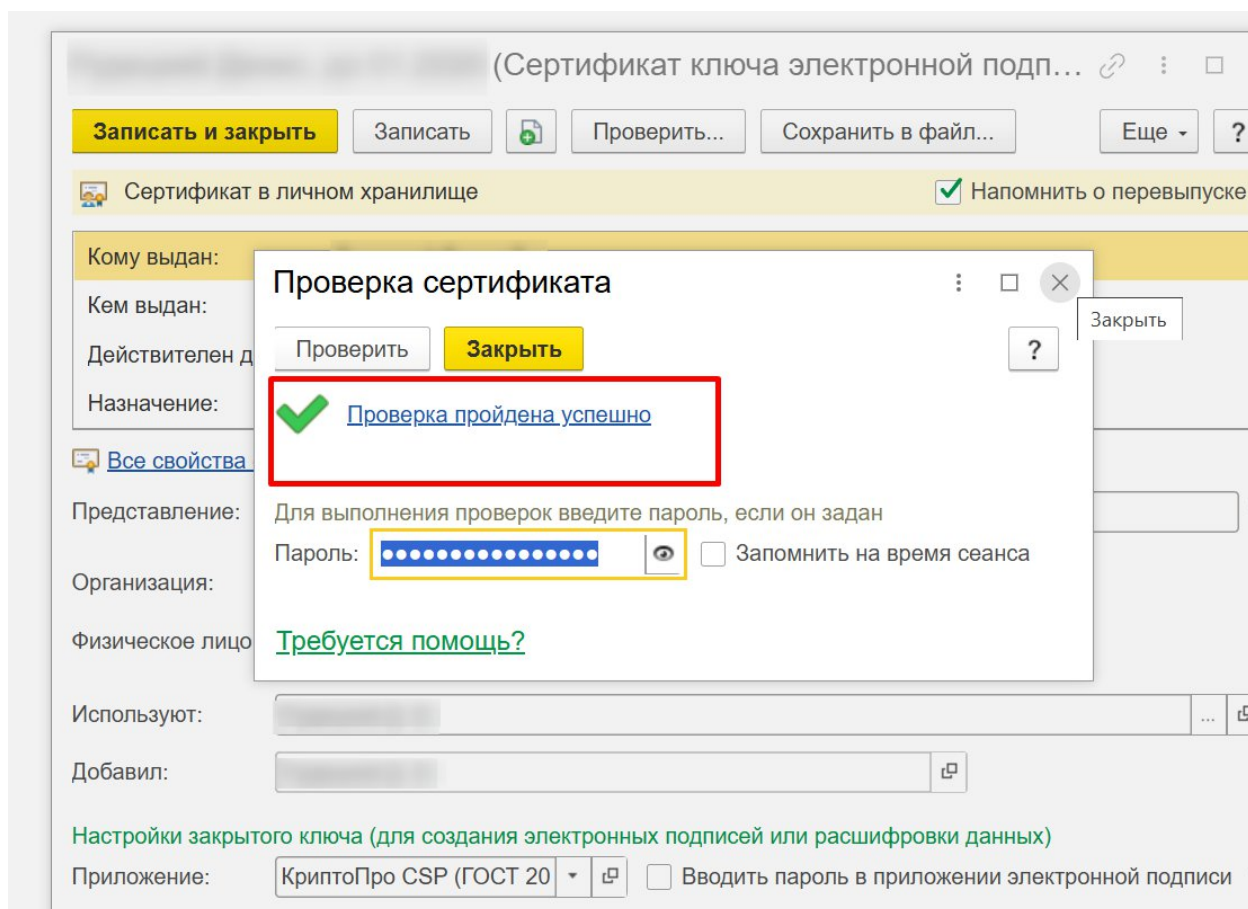 (Сертификат ключа электронной подп...
Записать и закрыть Записать Проверить... Сохранить в файл... Еще ?
Сертификат в личном хранилище Напомнить о перевыпуске
Кому выдан:
Кем выдан:
Действителен д
Назначение:
Проверка сертификата
Закрыть
Проверить Закрыть ?
Проверка пройдена успешно
Все свойства
Для выполнения проверок введите пароль, если он задан
Представление:
Пароль: Запомнить на время сеанса
Организация:
Физическое лицо
Требуется помощь?
Используют: ...
Добавил:
Настройки закрытого ключа (для создания электронных подписей или расшифровки данных)
Приложение: КриптоПро CSP (ГОСТ 20 Вводить пароль в приложении электронной подписи